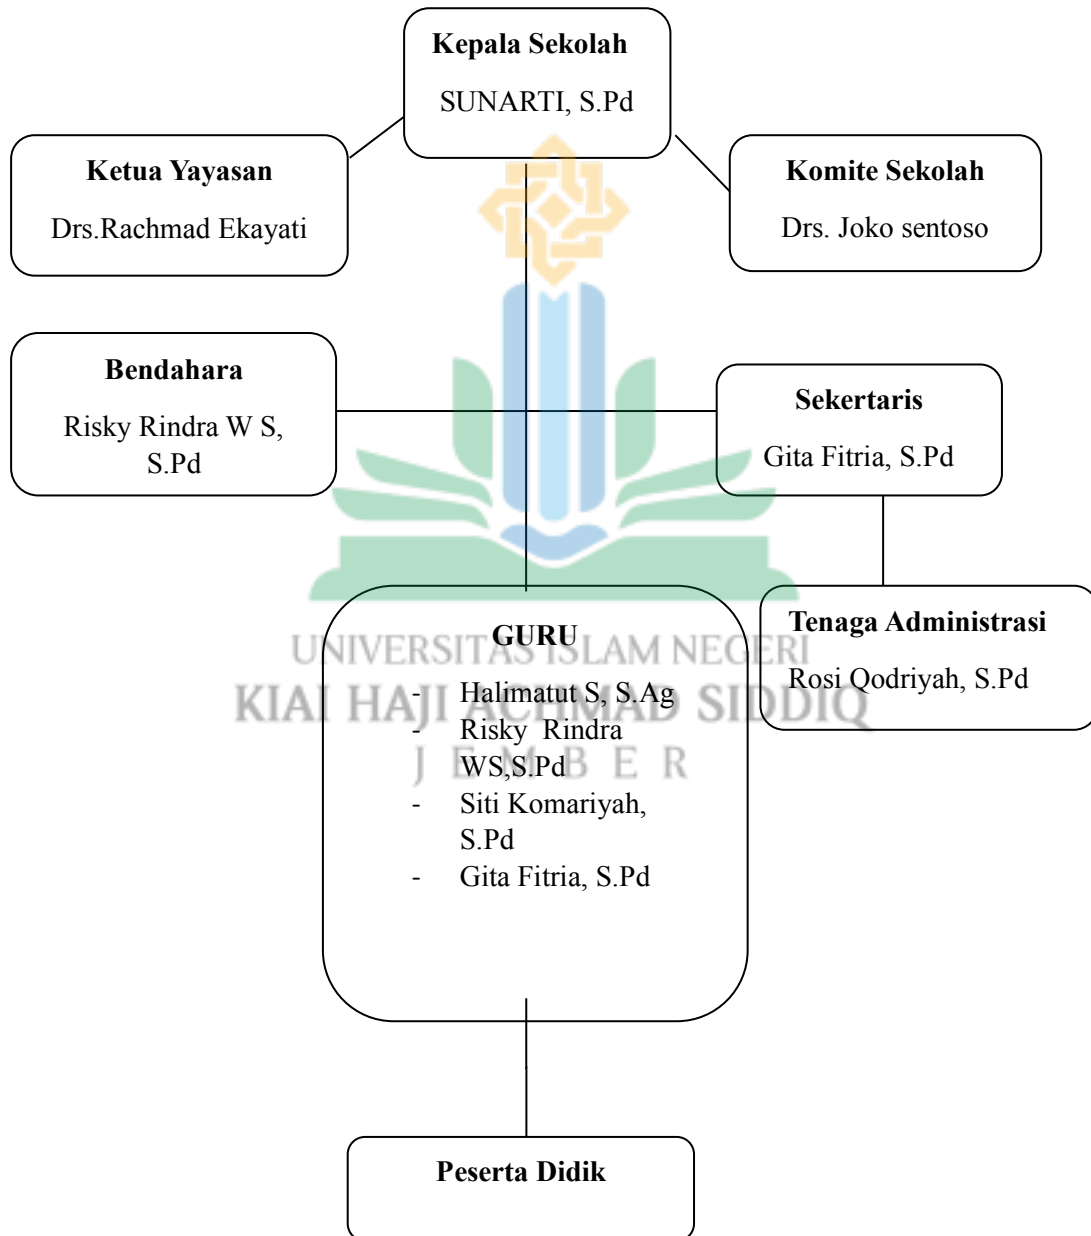 Kepala Sekolah
SUNARTI, S.Pd
Ketua Yayasan
Drs.Rachmad Ekayati
Komite Sekolah
Drs. Joko sentoso
Bendahara
Risky Rindra W S,
S.Pd
Sekertaris
Gita Fitria, S.Pd
Tenaga Administrasi
Rosi Qodriyah, S.Pd
GURU
- Halimatut S, S.Ag
- Risky Rindra
WS,S.Pd
- Siti Komariyah,
S.Pd
- Gita Fitria, S.Pd
UNIVERSITAS ISLAM NEGERI
KIAI HAJI ACHMAD SIDDIQ
JEMBER
Peserta Didik